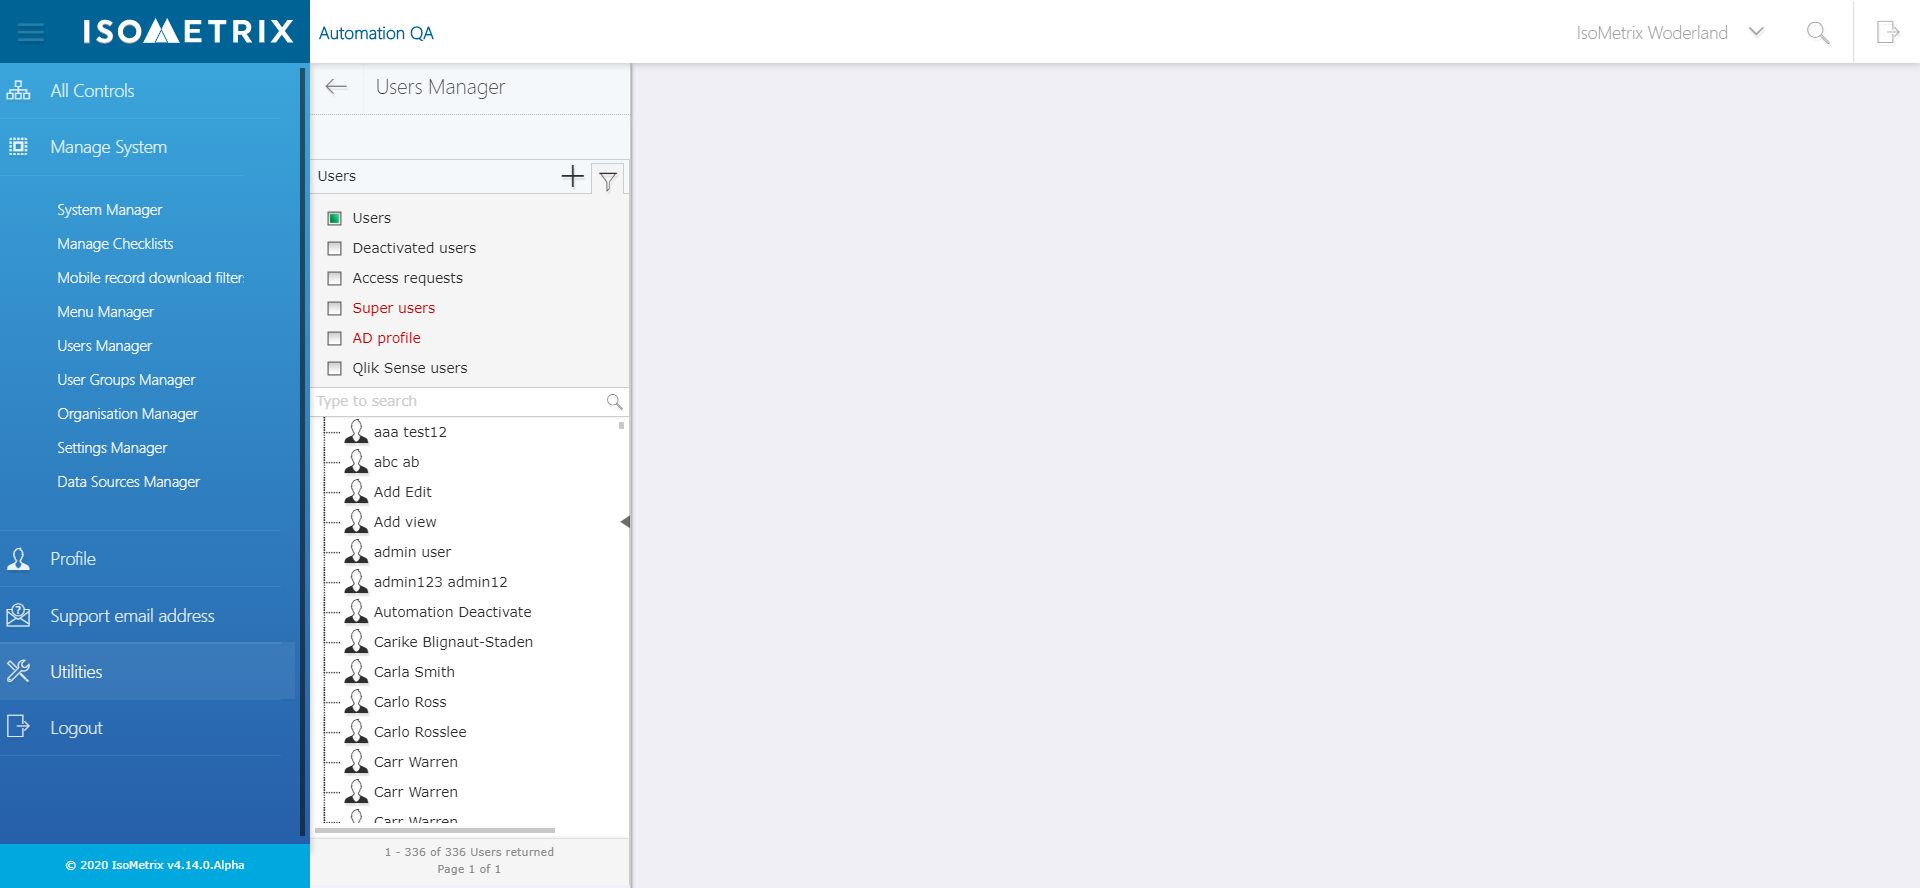 ISOMETRIX
Automation QA
IsoMetrix Woderland
All Controls
Manage System
System Manager
Manage Checklists
Mobile record download filter
Menu Manager
Users Manager
User Groups Manager
Organisation Manager
Settings Manager
Data Sources Manager
Profile
Support email address
Utilities
Logout
© 2020 IsoMetrix v4.14.0.Alpha
Users Manager
Users
Users
Deactivated users
Access requests
Super users
AD profile
Qlik Sense users
Type to search
aaa test12
abc ab
Add Edit
Add view
admin user
admin123 admin12
Automation Deactivate
Carike Blignaut-Staden
Carla Smith
Carlo Ross
Carlo Rosslee
Carr Warren
Carr Warren
Carr Warren
1 - 336 of 336 Users returned
Page 1 of 1